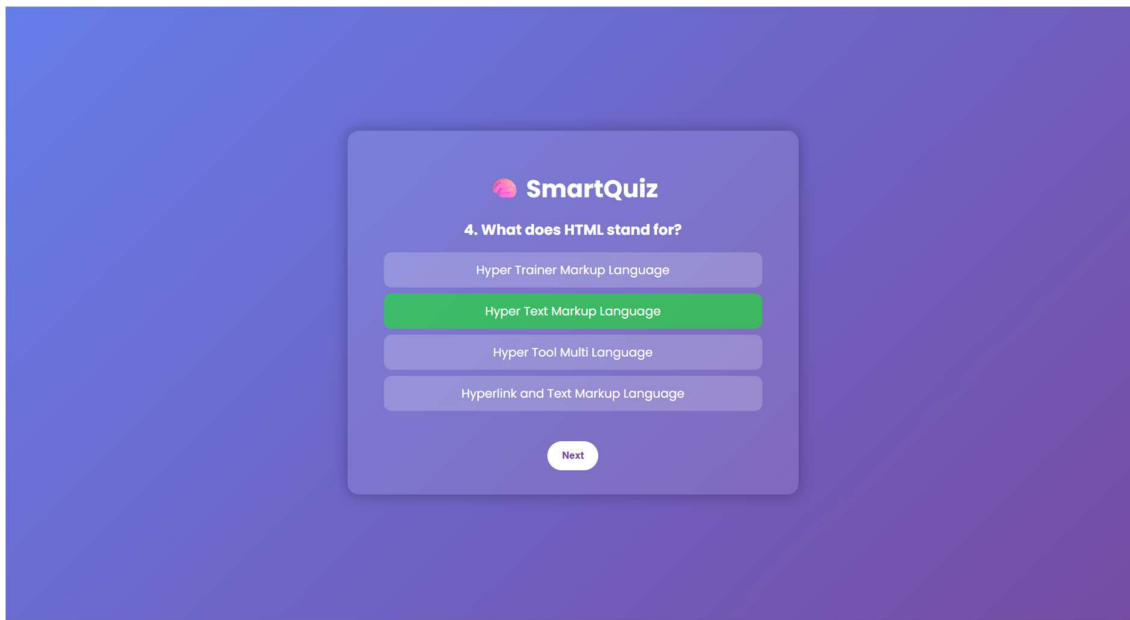 SmartQuiz
4. What does HTML stand for?
Hyper Trainer Markup Language
Hyper Text Markup Language
Hyper Tool Multi Language
Hyperlink and Text Markup Language
Next